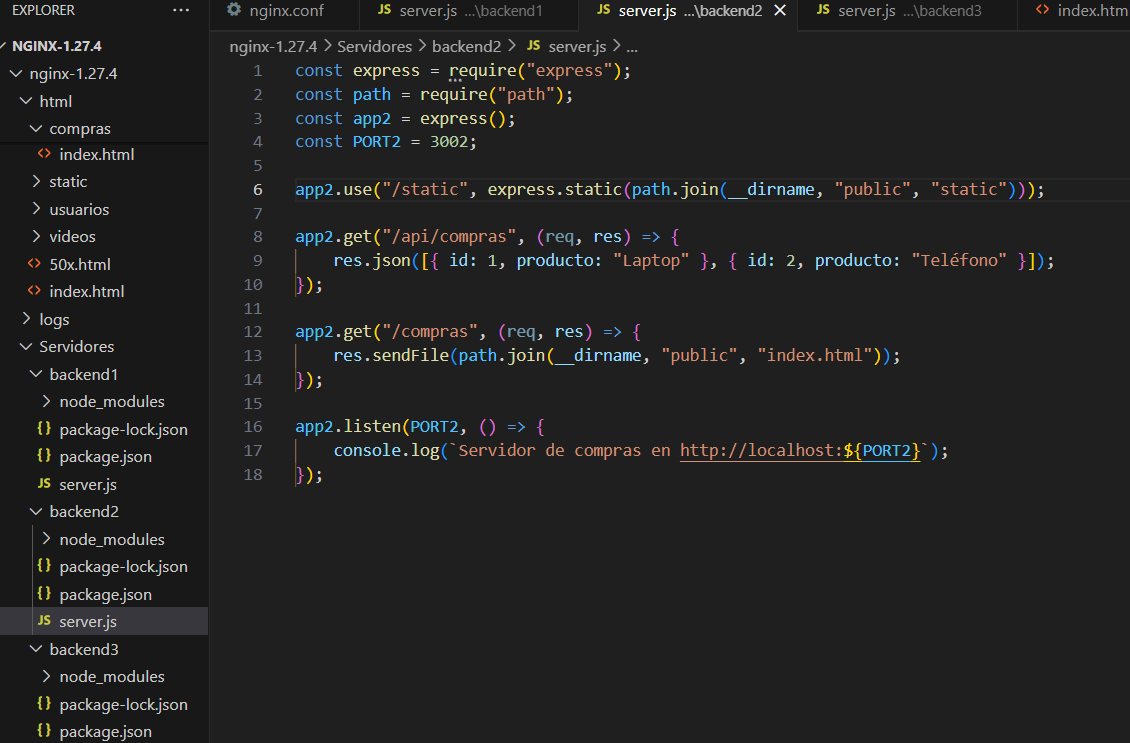 EXPLORER ...
NGINX-1.27.4
nginx-1.27.4
html
compras
<> index.html
static
usuarios
videos
<> 50x.html
<> index.html
logs
Servidores
backend1
node_modules
{} package-lock.json
{} package.json
JS server.js
backend2
node_modules
{} package-lock.json
{} package.json
JS server.js
backend3
node_modules
{} package-lock.json
{} package.json
nginx.conf JS server.js ...\backend1 JS server.js ...\backend2 × JS server.js ...\backend3 <> index.htm
nginx-1.27.4 > Servidores > backend2 > JS server.js > ...
1 const express = require("express");
2 const path = require("path");
3 const app2 = express();
4 const PORT2 = 3002;
5
6 app2.use("/static", express.static(path.join(__dirname, "public", "static")));
7
8 app2.get("/api/compras", (req, res) => {
9 res.json([{ id: 1, producto: "Laptop" }, { id: 2, producto: "Teléfono" }]);
10 });
11
12 app2.get("/compras", (req, res) => {
13 res.sendFile(path.join(__dirname, "public", "index.html"));
14 });
15
16 app2.listen(PORT2, () => {
17 console.log(`Servidor de compras en http://localhost:${PORT2}`);
18 });